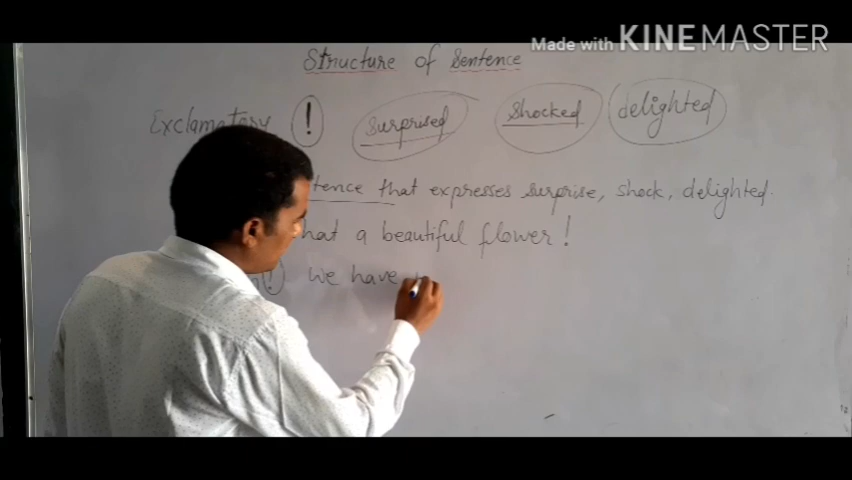 Made with KINEMASTER
Structure of Sentence
Exclamatory ! Surprised Shocked delighted
tence that expresses surprise, shock, delighted.
hat a beautiful flower!
! We have